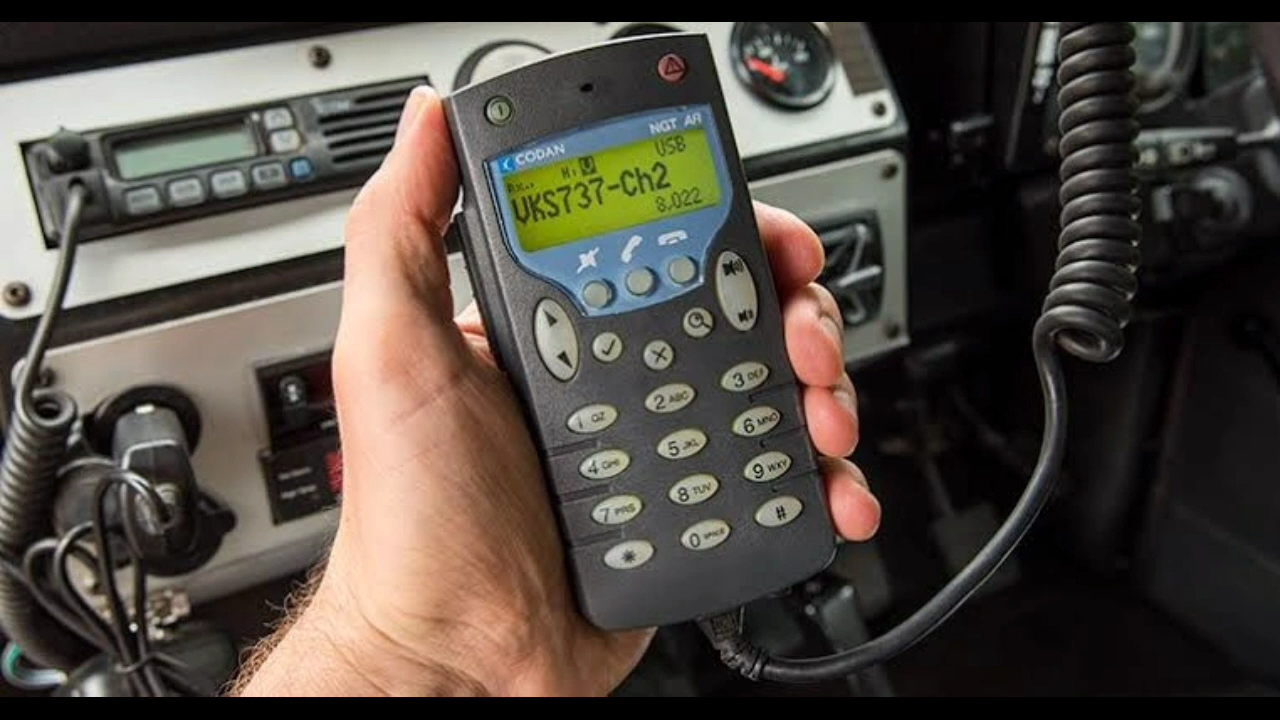 CODAN
NGT AR
USB
VKS737-Ch2
8.022
1 QZ
2 ABC
3 DEF
4 GHI
5 JKL
6 MNO
7 PRS
8 TUV
9 WXY
*
0 SPACE
#